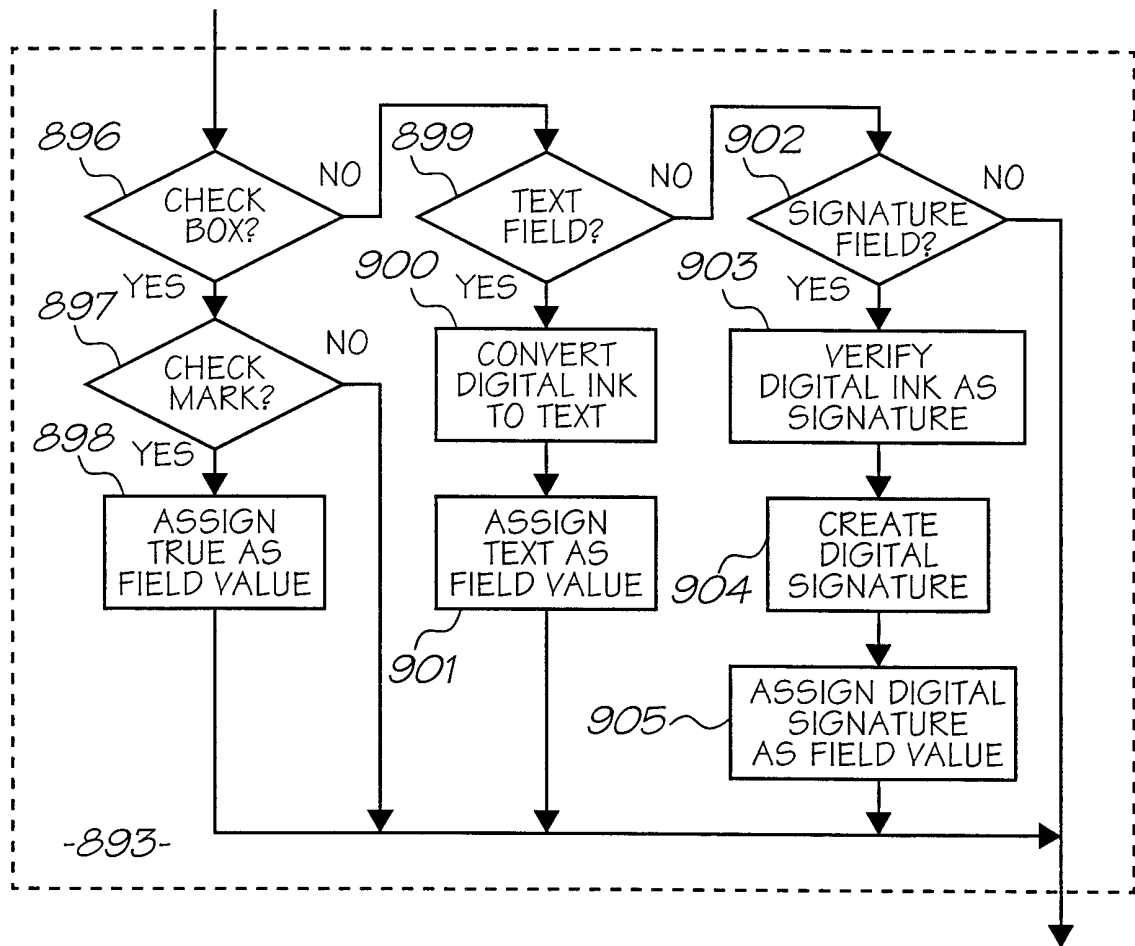 896
CHECK
BOX?
NO
YES
897
CHECK
MARK?
NO
YES
898
ASSIGN
TRUE AS
FIELD VALUE
899
TEXT
FIELD?
NO
YES
900
CONVERT
DIGITAL INK
TO TEXT
ASSIGN
TEXT AS
FIELD VALUE
901
902
SIGNATURE
FIELD?
NO
YES
903
VERIFY
DIGITAL INK AS
SIGNATURE
CREATE
DIGITAL
SIGNATURE
904
ASSIGN DIGITAL
SIGNATURE
AS FIELD VALUE
905
-893-